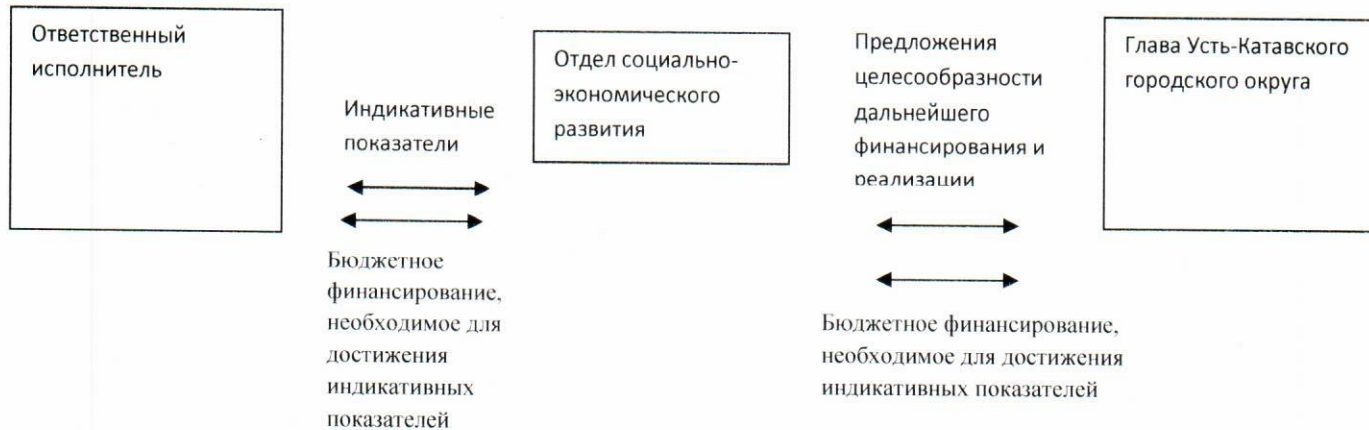 Ответственный
исполнитель
Индикативные
показатели
Бюджетное
финансирование,
необходимое для
достижения
индикативных
показателей
Отдел социально-
экономического
развития
Предложения
целесообразности
дальнейшего
финансирования и
реализации
Бюджетное финансирование,
необходимое для достижения
индикативных показателей
Глава Усть-Катавского
городского округа